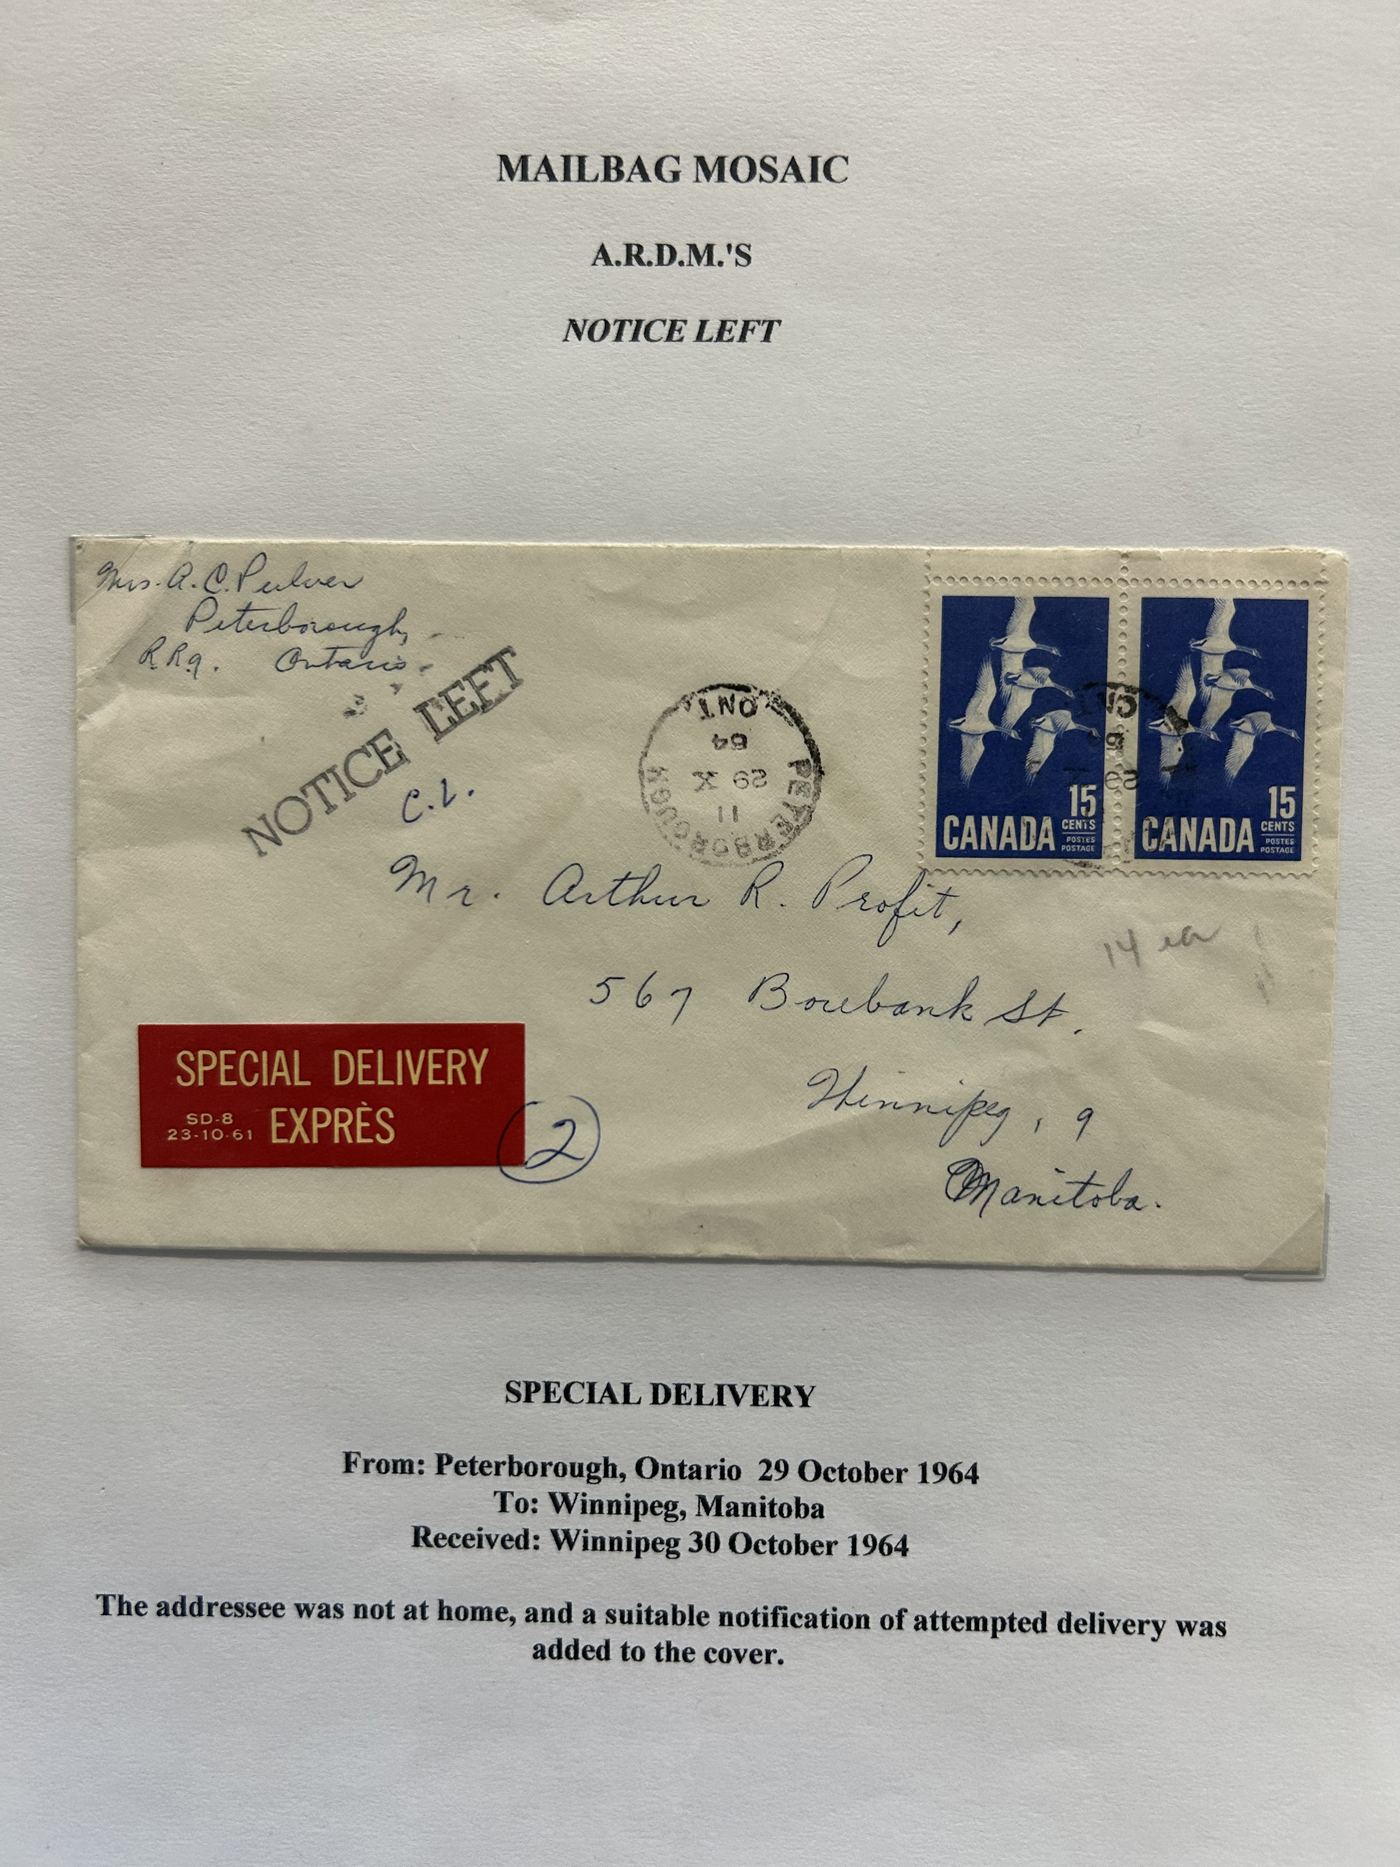 MAILBAG MOSAIC
A.R.D.M.'S
NOTICE LEFT
Mrs. A. C. Pulver
Peterborough,
R R 9. Ontario
NOTICE LEFT
C.L.
PETERBOROUGH
11
29 X
64
ONT
15
CENTS
POSTES
POSTAGE
CANADA
15
CENTS
POSTES
POSTAGE
CANADA
Mr. Arthur R. Profit,
14 ea
567 Borebank St.
Winnipeg, 9
Manitoba.
SPECIAL DELIVERY
SD-8
23-10-61 EXPRÈS
2
SPECIAL DELIVERY
From: Peterborough, Ontario 29 October 1964
To: Winnipeg, Manitoba
Received: Winnipeg 30 October 1964
The addressee was not at home, and a suitable notification of attempted delivery was
added to the cover.